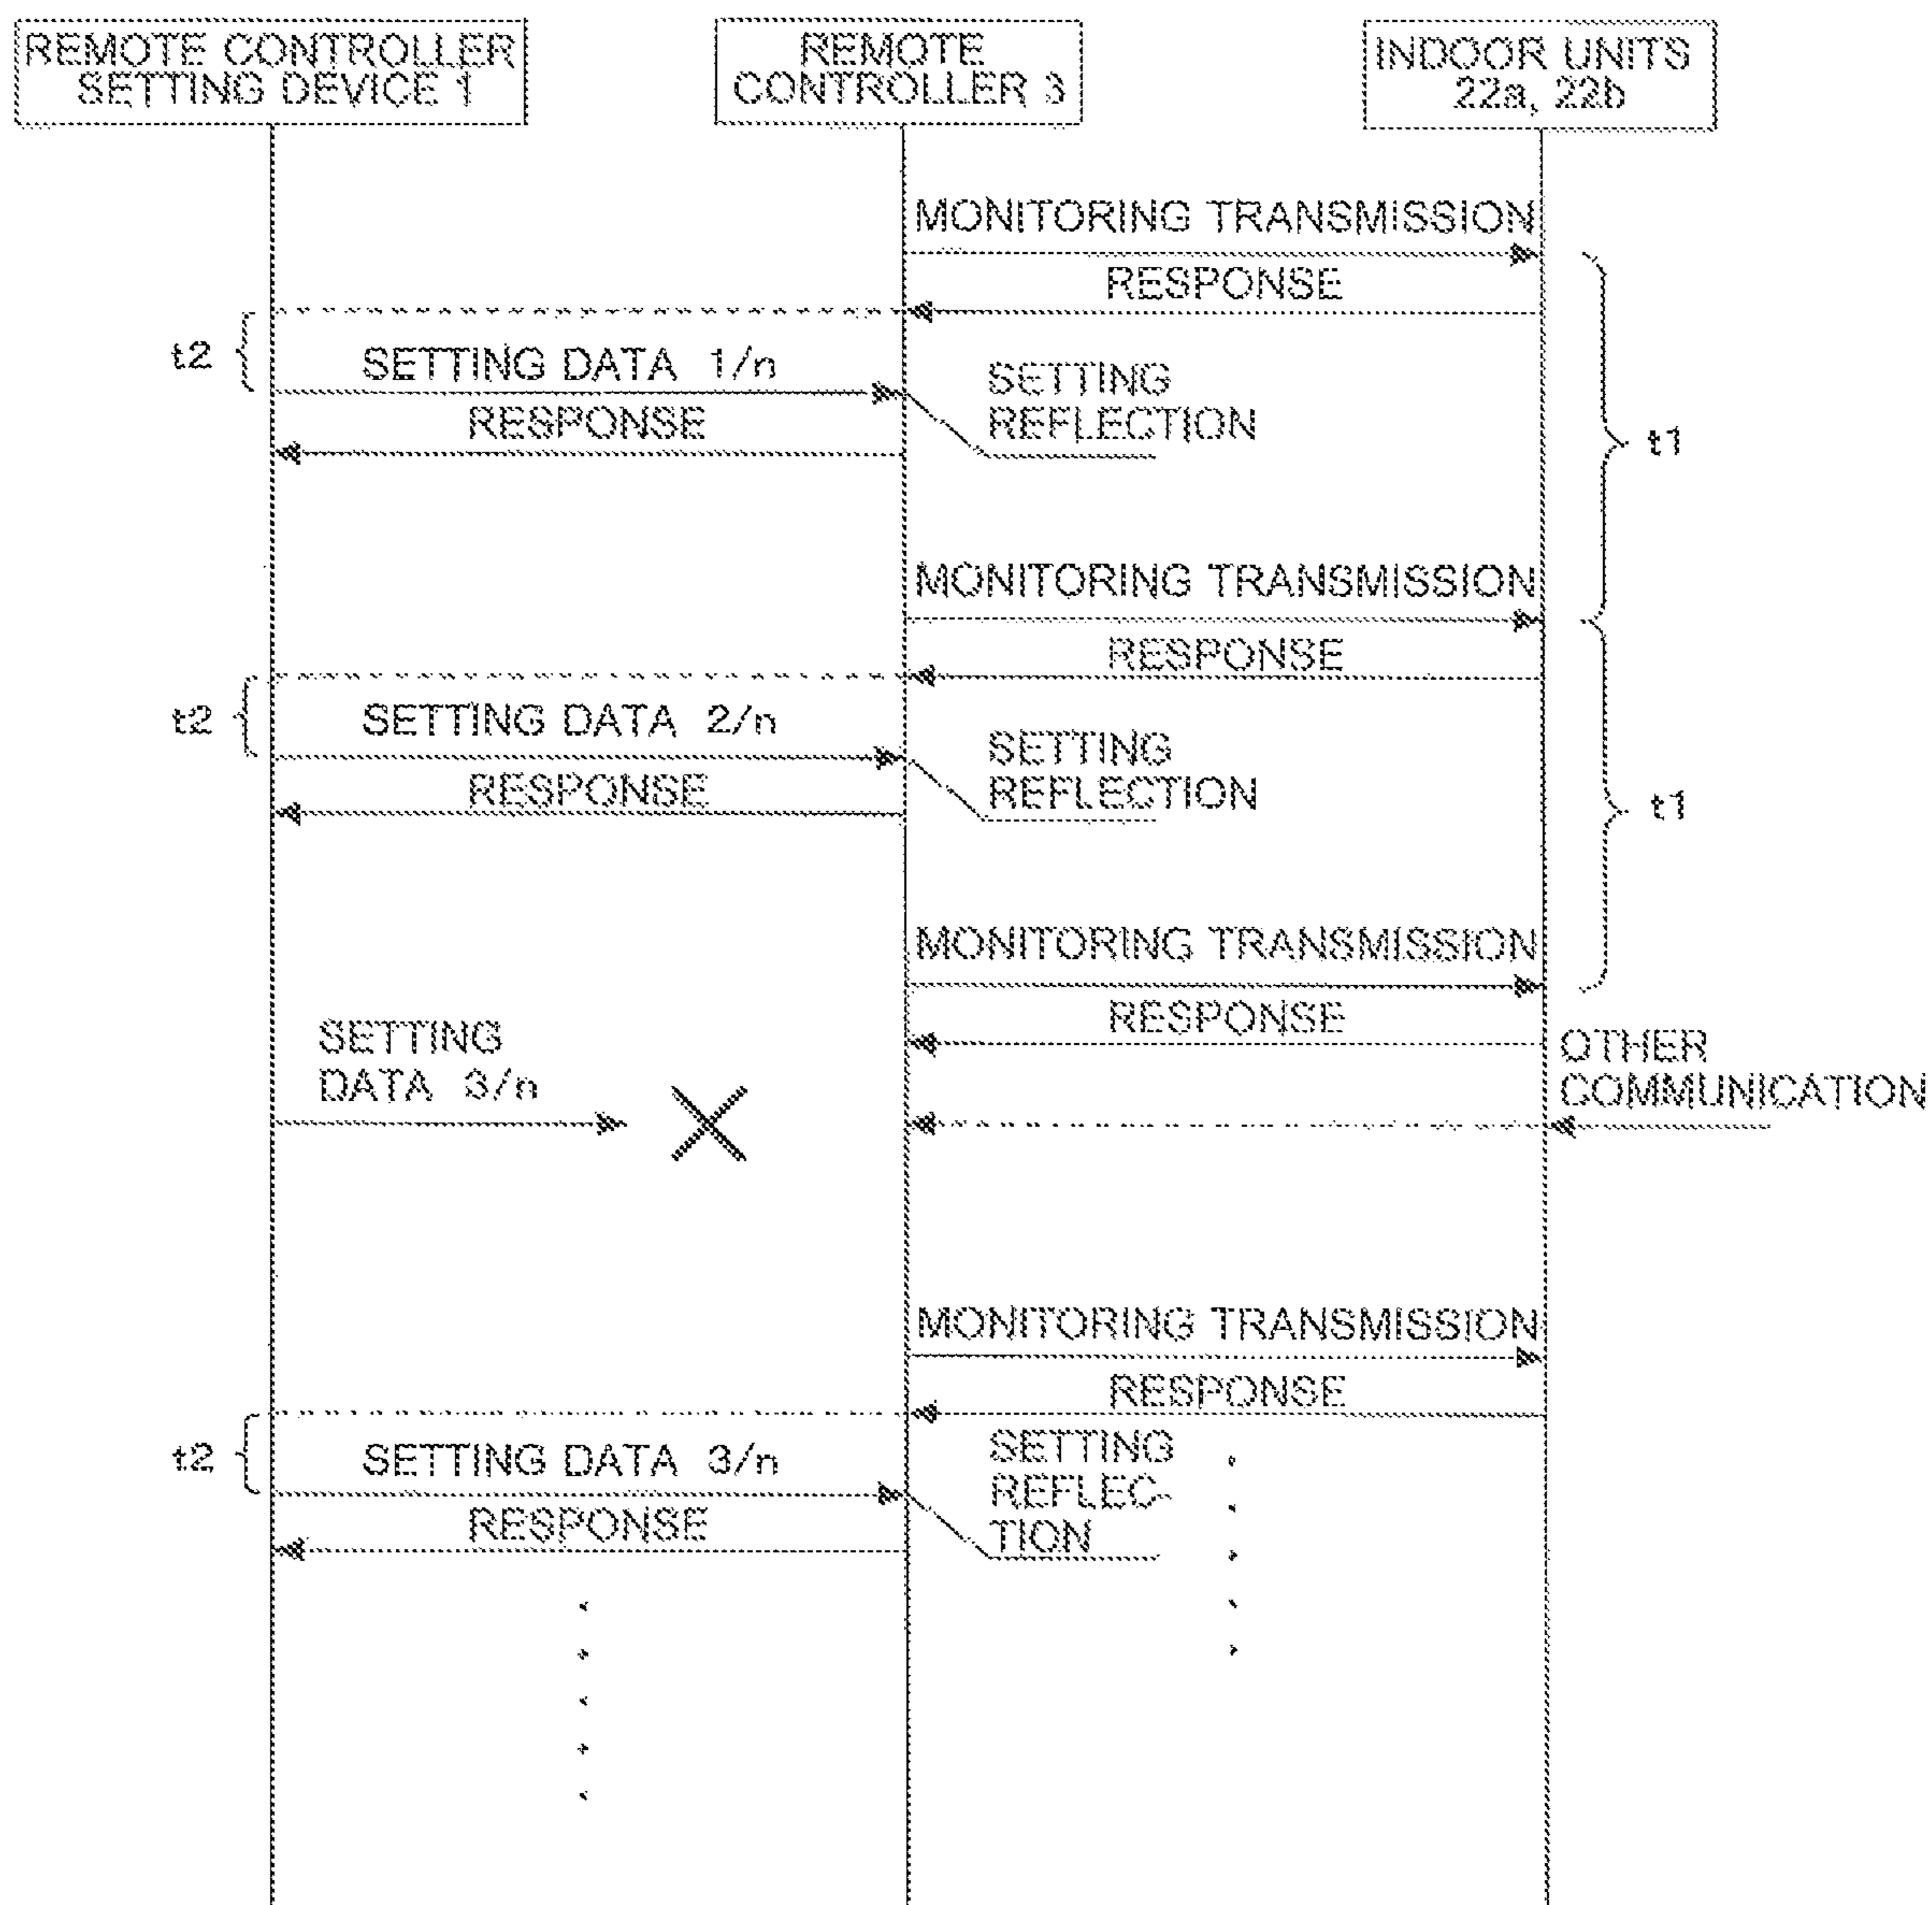 REMOTE CONTROLLER
SETTING DEVICE 1
REMOTE
CONTROLLER 3
INDOOR UNITS
22a, 22b
MONITORING TRANSMISSION
RESPONSE
t2
SETTING DATA 1/n
SETTING
REFLECTION
RESPONSE
t1
MONITORING TRANSMISSION
RESPONSE
t2
SETTING DATA 2/n
SETTING
REFLECTION
RESPONSE
t1
MONITORING TRANSMISSION
RESPONSE
SETTING
DATA 3/n
OTHER
COMMUNICATION
MONITORING TRANSMISSION
RESPONSE
t2
SETTING DATA 3/n
SETTING
REFLEC-
TION
RESPONSE